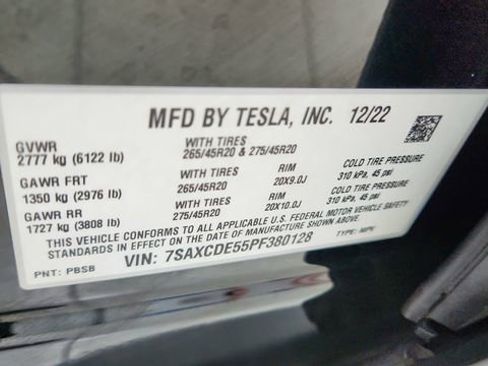 MFD BY TESLA, INC. 12/22
GVWR
2777 kg (6122 lb)
WITH TIRES
265/45R20 & 275/45R20
GAWR FRT
1350 kg (2976 lb)
WITH TIRES
265/45R20
RIM
20X9.0J
COLD TIRE PRESSURE
310 kPa, 45 psi
GAWR RR
1727 kg (3808 lb)
WITH TIRES
275/45R20
RIM
20X10.0J
COLD TIRE PRESSURE
310 kPa, 45 psi
THIS VEHICLE CONFORMS TO ALL APPLICABLE U.S. FEDERAL MOTOR VEHICLE SAFETY
STANDARDS IN EFFECT ON THE DATE OF MANUFACTURE SHOWN ABOVE.
PNT: PBSB
VIN: 7SAXCDE55PF380128
TYPE: MPV